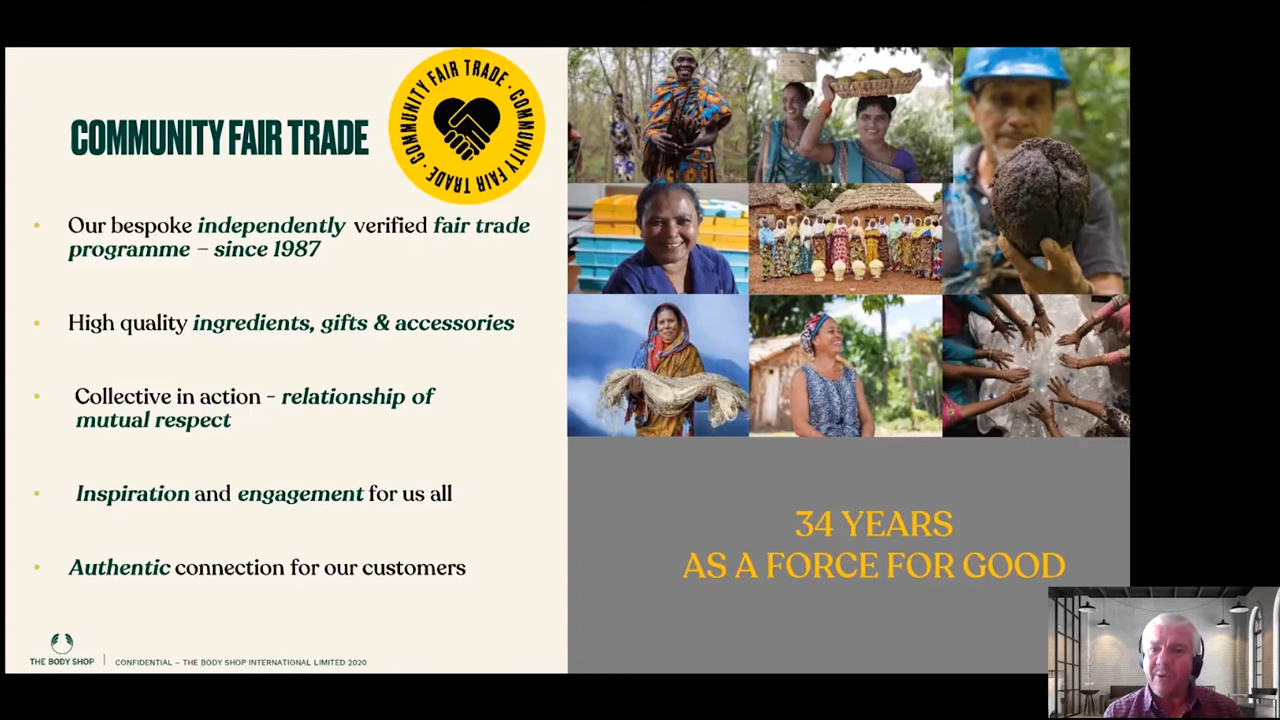 COMMUNITY FAIR TRADE
COMMUNITY FAIR TRADE · COMMUNITY FAIR TRADE ·
• Our bespoke independently verified fair trade
programme – since 1987
• High quality ingredients, gifts & accessories
• Collective in action - relationship of
mutual respect
• Inspiration and engagement for us all
• Authentic connection for our customers
34 YEARS
AS A FORCE FOR GOOD
THE BODY SHOP | CONFIDENTIAL – THE BODY SHOP INTERNATIONAL LIMITED 2020